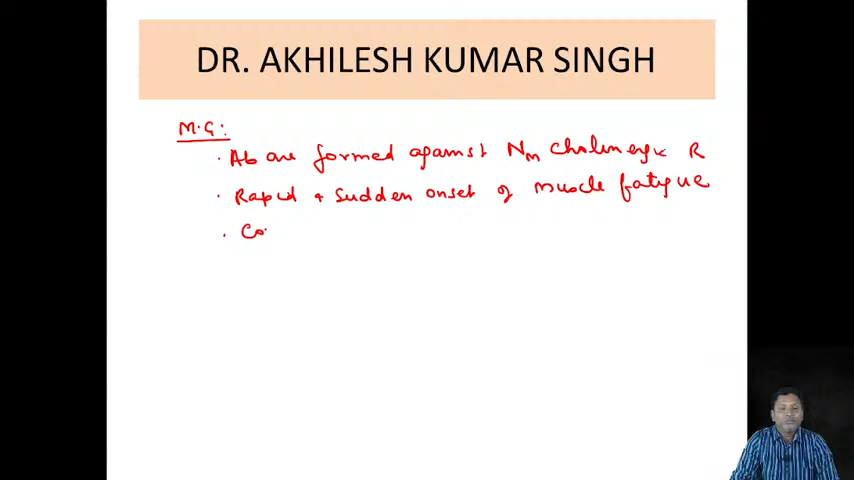 DR. AKHILESH KUMAR SINGH
M.G:
· Ab are formed against Nm cholinergic R
· Rapid & sudden onset of muscle fatigue
· Co